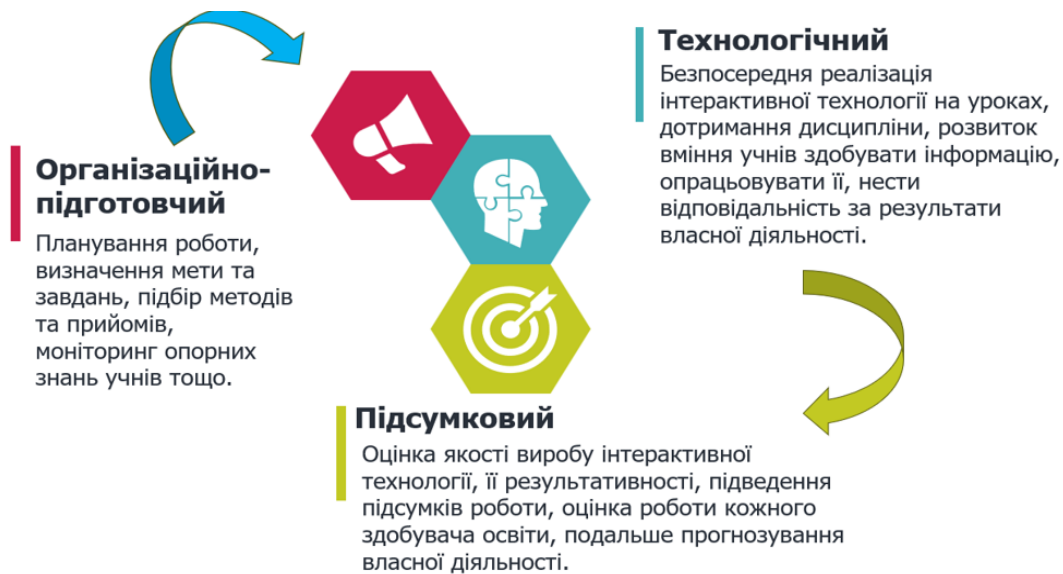 Організаційно-
підготовчий
Планування роботи,
визначення мети та
завдань, підбір методів
та прийомів,
моніторинг опорних
знань учнів тощо.
Технологічний
Безпосередня реалізація
інтерактивної технології на уроках,
дотримання дисципліни, розвиток
вміння учнів здобувати інформацію,
опрацьовувати її, нести
відповідальність за результати
власної діяльності.
Підсумковий
Оцінка якості виробу інтерактивної
технології, її результативності, підведення
підсумків роботи, оцінка роботи кожного
здобувача освіти, подальше прогнозування
власної діяльності.